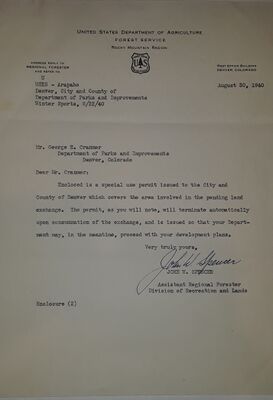 UNITED STATES DEPARTMENT OF AGRICULTURE
FOREST SERVICE
ROCKY MOUNTAIN REGION
ADDRESS REPLY TO
REGIONAL FORESTER
AND REFER TO
POST OFFICE BUILDING
DENVER, COLORADO
U
USES - Arapaho
Denver, City and County of
Department of Parks and Improvements
Winter Sports, 8/22/40
August 30, 1940
Mr. George E. Cranmer
Department of Parks and Improvements
Denver, Colorado
Dear Mr. Cranmer:
Enclosed is a special use permit issued to the City and
County of Denver which covers the area involved in the pending land
exchange. The permit, as you will note, will terminate automatically
upon consummation of the exchange, and is issued so that your Depart-
ment may, in the meantime, proceed with your development plans.
Very truly yours,
John W. Spencer
JOHN W. SPENCER
Assistant Regional Forester
Division of Recreation and Lands
Enclosure (2)